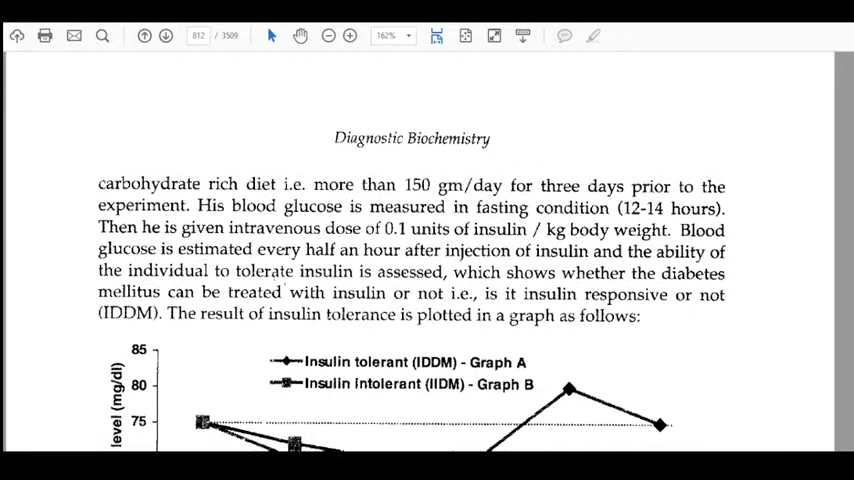 812 / 3509
162%
Diagnostic Biochemistry
carbohydrate rich diet i.e. more than 150 gm/day for three days prior to the
experiment. His blood glucose is measured in fasting condition (12-14 hours).
Then he is given intravenous dose of 0.1 units of insulin / kg body weight. Blood
glucose is estimated every half an hour after injection of insulin and the ability of
the individual to tolerate insulin is assessed, which shows whether the diabetes
mellitus can be treated with insulin or not i.e., is it insulin responsive or not
(IDDM). The result of insulin tolerance is plotted in a graph as follows:
85
Insulin tolerant (IDDM) - Graph A
80
Insulin intolerant (IIDM) - Graph B
75
level (mg/dl)